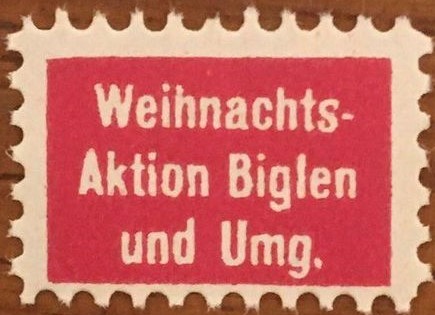 Weihnachts-
Aktion Biglen
und Umg.